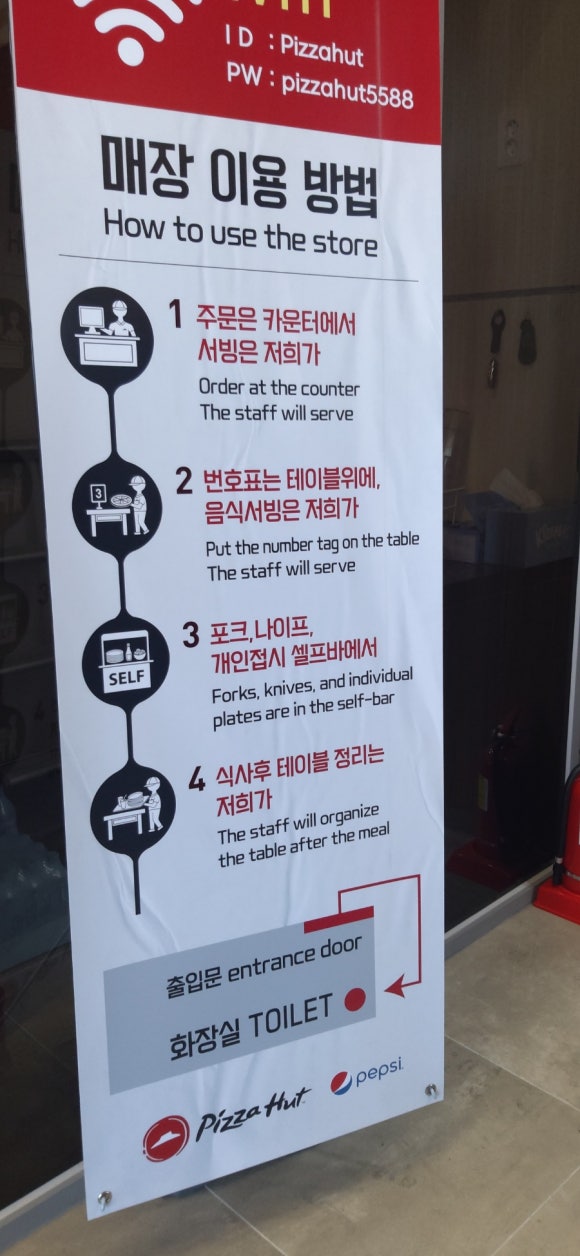 ID : Pizzahut
PW : pizzahut5588
매장 이용 방법
How to use the store
1 주문은 카운터에서
서빙은 저희가
Order at the counter
The staff will serve
3
2 번호표는 테이블위에,
음식서빙은 저희가
Put the number tag on the table
The staff will serve
SELF
3 포크,나이프,
개인접시 셀프바에서
Forks, knives, and individual
plates are in the self-bar
4 식사후 테이블 정리는
저희가
The staff will organize
the table after the meal
출입문 entrance door
화장실 TOILET
Pizza Hut
pepsi